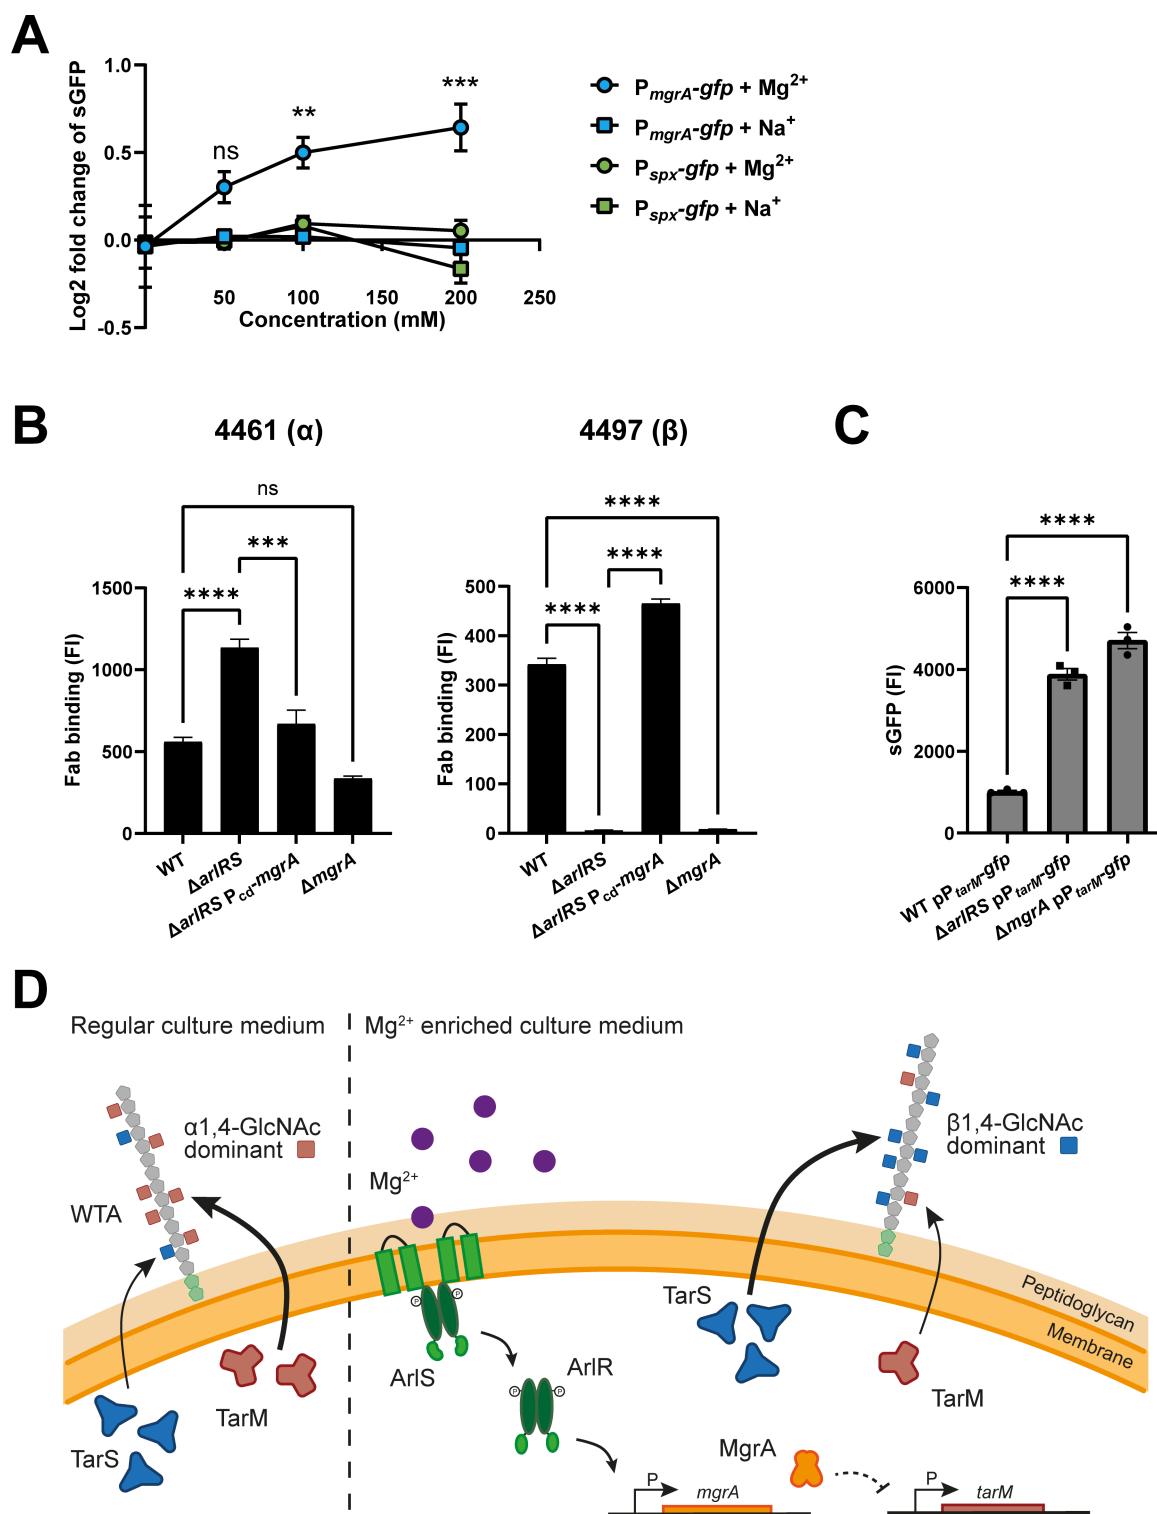 A
1.0
0.5
0.0
-0.5
Log2 fold change of sGFP
ns
**
***
50 100 150 200 250
Concentration (mM)
PmgrA-gfp + Mg2+
PmgrA-gfp + Na+
Pspx-gfp + Mg2+
Pspx-gfp + Na+
B
4461 (α)
ns
***
****
1500
1000
500
0
Fab binding (FI)
WT
ΔarlRS
ΔarlRS Pcd-mgrA
ΔmgrA
4497 (β)
****
****
****
500
400
300
200
100
0
Fab binding (FI)
WT
ΔarlRS
ΔarlRS Pcd-mgrA
ΔmgrA
C
****
****
6000
4000
2000
0
sGFP (FI)
WT pPtarM-gfp
ΔarlRS pPtarM-gfp
ΔmgrA pPtarM-gfp
D
Regular culture medium
Mg2+ enriched culture medium
α1,4-GlcNAc
dominant
WTA
TarM
TarS
Mg2+
P
P
ArlS
P
P
ArlR
P
mgrA
MgrA
P
tarM
TarS
TarM
β1,4-GlcNAc
dominant
Peptidoglycan
Membrane